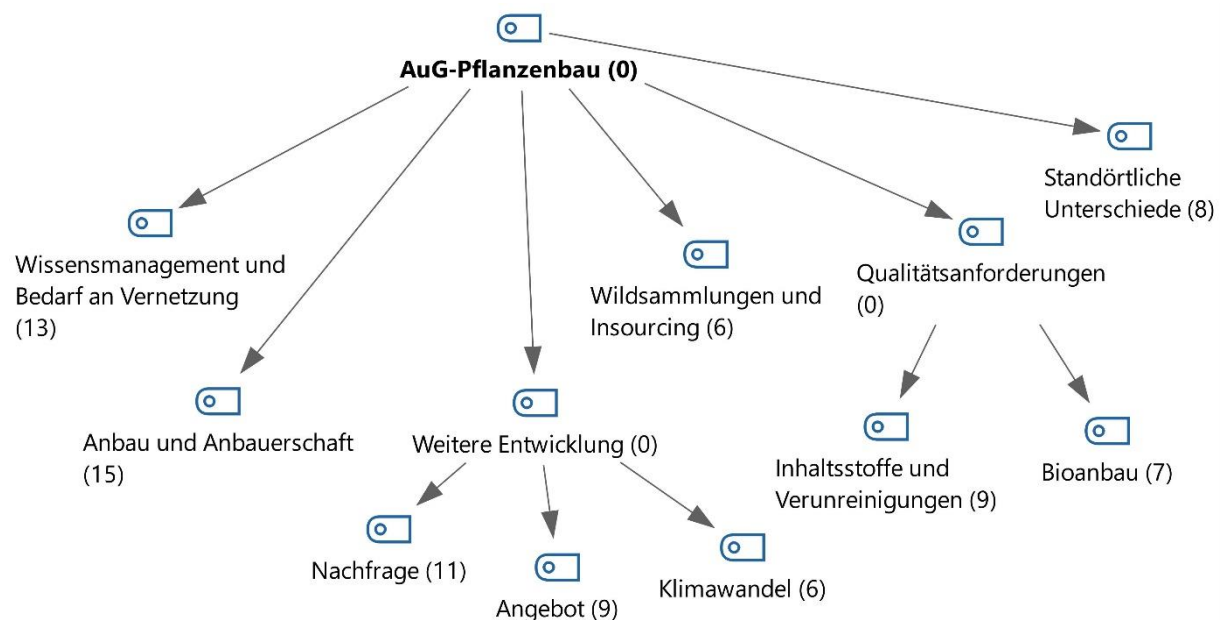 AuG-Pflanzenbau (0)
Standörtliche
Unterschiede (8)
Wissensmanagement und
Bedarf an Vernetzung
(13)
Wildsammlungen und
Insourcing (6)
Qualitätsanforderungen
(0)
Anbau und Anbauerschaft
(15)
Weitere Entwicklung (0)
Inhaltsstoffe und
Verunreinigungen (9)
Bioanbau (7)
Nachfrage (11)
Angebot (9)
Klimawandel (6)